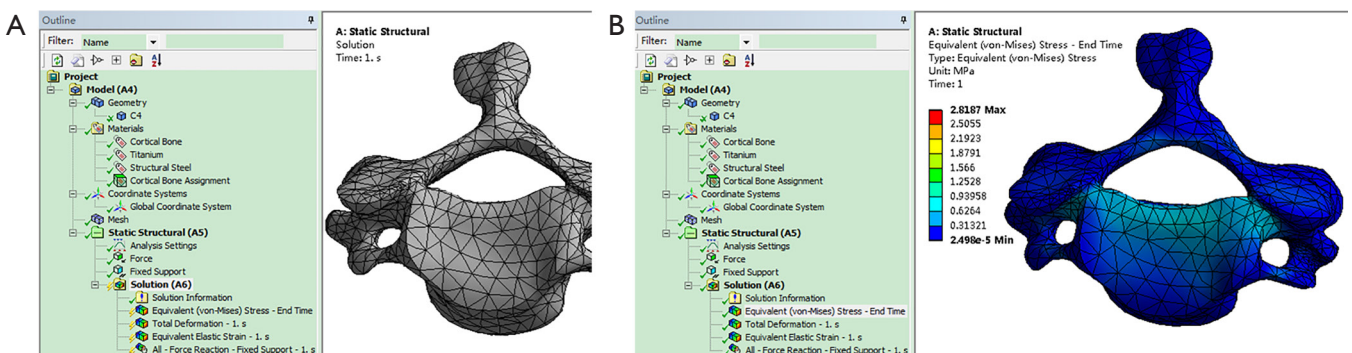 A
Outline
Filter: Name
Project
Model (A4)
Geometry
C4
Materials
Cortical Bone
Titanium
Structural Steel
Cortical Bone Assignment
Coordinate Systems
Global Coordinate System
Mesh
Static Structural (A5)
Analysis Settings
Force
Fixed Support
Solution (A6)
Solution Information
Equivalent (von-Mises) Stress - End Time
Total Deformation - 1. s
Equivalent Elastic Strain - 1. s
All - Force Reaction - Fixed Support - 1. s
A: Static Structural
Solution
Time: 1. s
B
Outline
Filter: Name
Project
Model (A4)
Geometry
C4
Materials
Cortical Bone
Titanium
Structural Steel
Cortical Bone Assignment
Coordinate Systems
Global Coordinate System
Mesh
Static Structural (A5)
Analysis Settings
Force
Fixed Support
Solution (A6)
Solution Information
Equivalent (von-Mises) Stress - End Time
Total Deformation - 1. s
Equivalent Elastic Strain - 1. s
All - Force Reaction - Fixed Support - 1. s
A: Static Structural
Equivalent (von-Mises) Stress - End Time
Type: Equivalent (von-Mises) Stress
Unit: MPa
Time: 1
2.8187 Max
2.5055
2.1923
1.8791
1.566
1.2528
0.93958
0.6264
0.31321
2.498e-5 Min